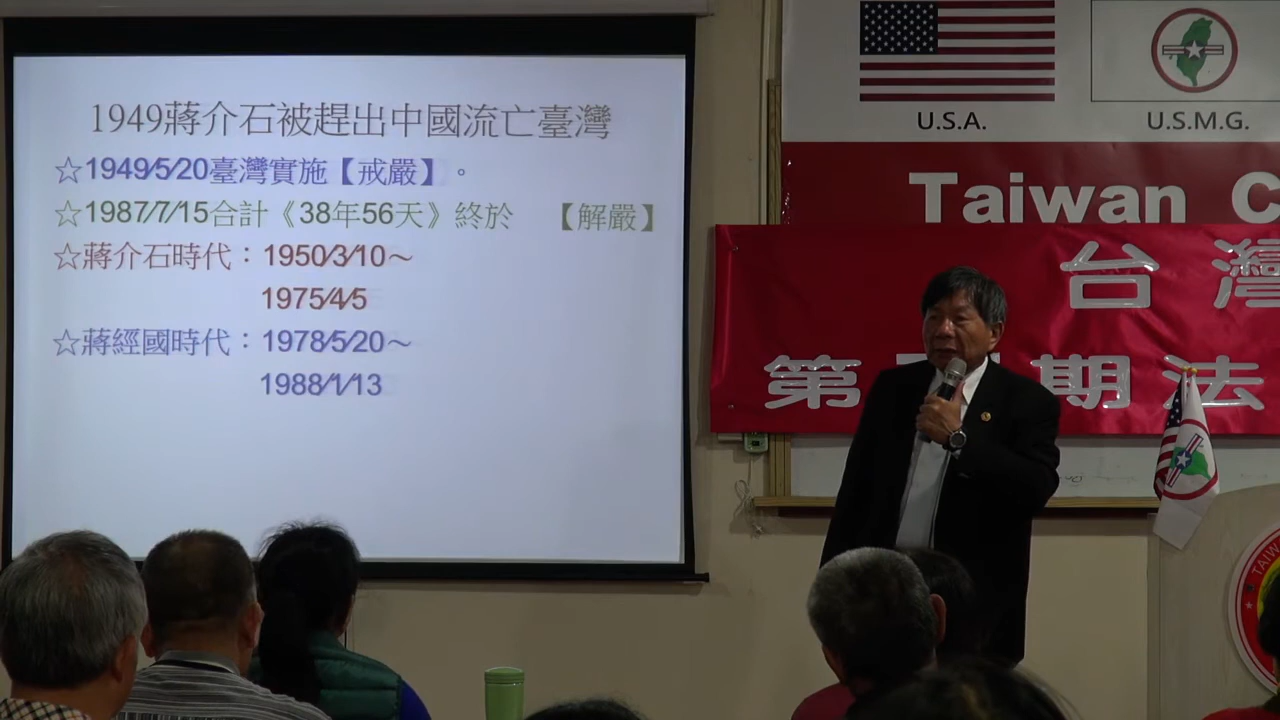 1949蔣介石被趕出中國流亡臺灣
☆1949/5/20臺灣實施【戒嚴】。
☆1987/7/15合計《38年56天》終於 【解嚴】
☆蔣介石時代：1950/3/10～
1975/4/5
☆蔣經國時代：1978/5/20～
1988/1/13
U.S.A.
U.S.M.G.
Taiwan C
台灣
第 期法
TAIW